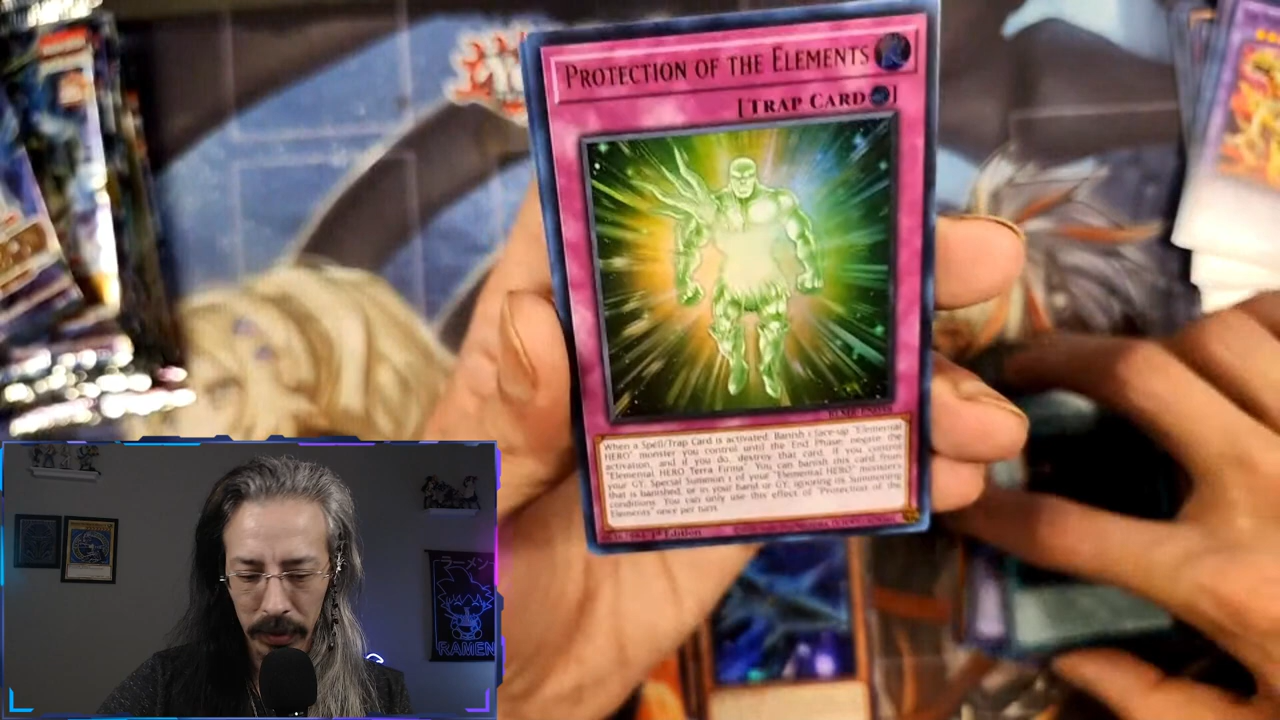 PROTECTION OF THE ELEMENTS
[TRAP CARD]
When a Spell/Trap Card is activated: Banish 1 face-up "Elemental
HERO" monster you control until the End Phase; negate the
activation, and if you do, destroy that card. If you control
"Elemental HERO Terra Firma": You can banish this card from
your GY; Special Summon 1 of your "Elemental HERO" monsters
that is banished, or in your hand or GY, ignoring its Summoning
conditions. You can only use this effect of "Protection of the
Elements" once per turn.
1st Edition
ラーメン
RAMEN